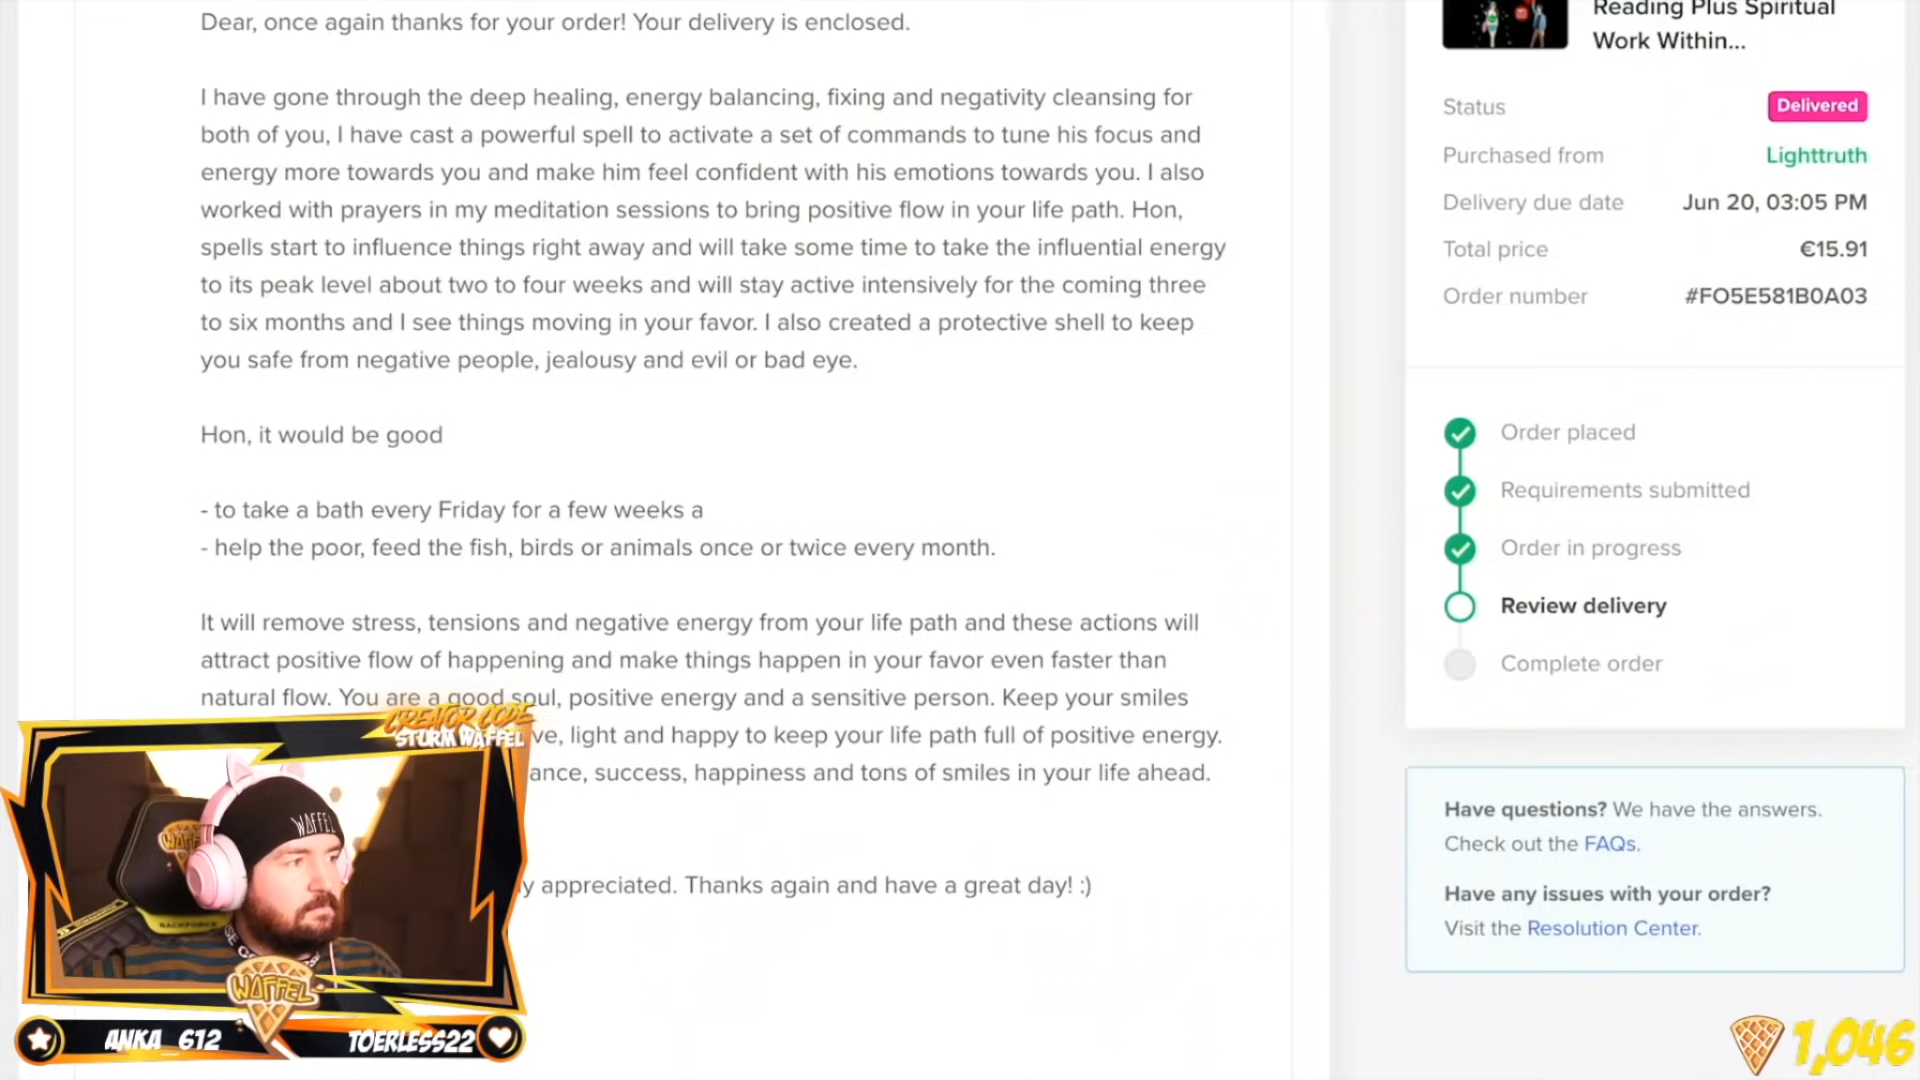 Dear, once again thanks for your order! Your delivery is enclosed.
I have gone through the deep healing, energy balancing, fixing and negativity cleansing for
both of you, I have cast a powerful spell to activate a set of commands to tune his focus and
energy more towards you and make him feel confident with his emotions towards you. I also
worked with prayers in my meditation sessions to bring positive flow in your life path. Hon,
spells start to influence things right away and will take some time to take the influential energy
to its peak level about two to four weeks and will stay active intensively for the coming three
to six months and I see things moving in your favor. I also created a protective shell to keep
you safe from negative people, jealousy and evil or bad eye.
Hon, it would be good
- to take a bath every Friday for a few weeks a
- help the poor, feed the fish, birds or animals once or twice every month.
It will remove stress, tensions and negative energy from your life path and these actions will
attract positive flow of happening and make things happen in your favor even faster than
natural flow. You are a good soul, positive energy and a sensitive person. Keep your smiles
ve, light and happy to keep your life path full of positive energy.
ance, success, happiness and tons of smiles in your life ahead.
y appreciated. Thanks again and have a great day! :)
Reading Plus Spiritual
Work Within...
Status Delivered
Purchased from Lighttruth
Delivery due date Jun 20, 03:05 PM
Total price €15.91
Order number #FO5E581B0A03
Order placed
Requirements submitted
Order in progress
Review delivery
Complete order
Have questions? We have the answers.
Check out the FAQs.
Have any issues with your order?
Visit the Resolution Center.
CREATOR CODE
STURMWAFFEL
WAFFEL
BACKFORCE
WAFFEL
ANKA_612
TOERLESS22
1,046